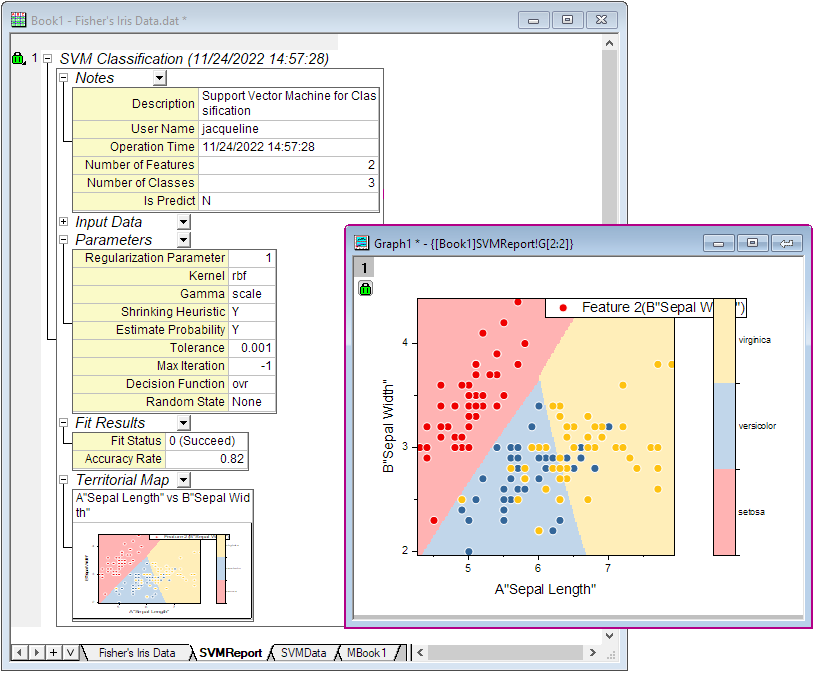 Book1 - Fisher's Iris Data.dat *
1 SVM Classification (11/24/2022 14:57:28)
Notes
Description Support Vector Machine for Clas
sification
User Name jacqueline
Operation Time 11/24/2022 14:57:28
Number of Features 2
Number of Classes 3
Is Predict N
Input Data
Parameters
Regularization Parameter 1
Kernel rbf
Gamma scale
Shrinking Heuristic Y
Estimate Probability Y
Tolerance 0.001
Max Iteration -1
Decision Function ovr
Random State None
Fit Results
Fit Status 0 (Succeed)
Accuracy Rate 0.82
Territorial Map
A"Sepal Length" vs B"Sepal Wid
th"
Fisher's Iris Data SVMReport SVMData MBook1
Graph1 * - {[Book1]SVMReport!G[2:2]}
1
Feature 2(B"Sepal W ")
virginica
versicolor
setosa
4
3
2
B"Sepal Width"
5 6 7
A"Sepal Length"